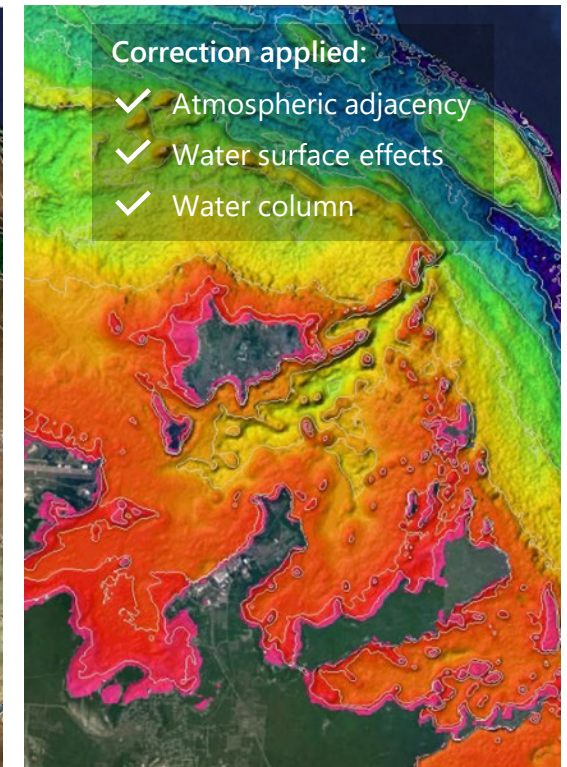 Correction applied:
Atmospheric adjacency
Water surface effects
Water column